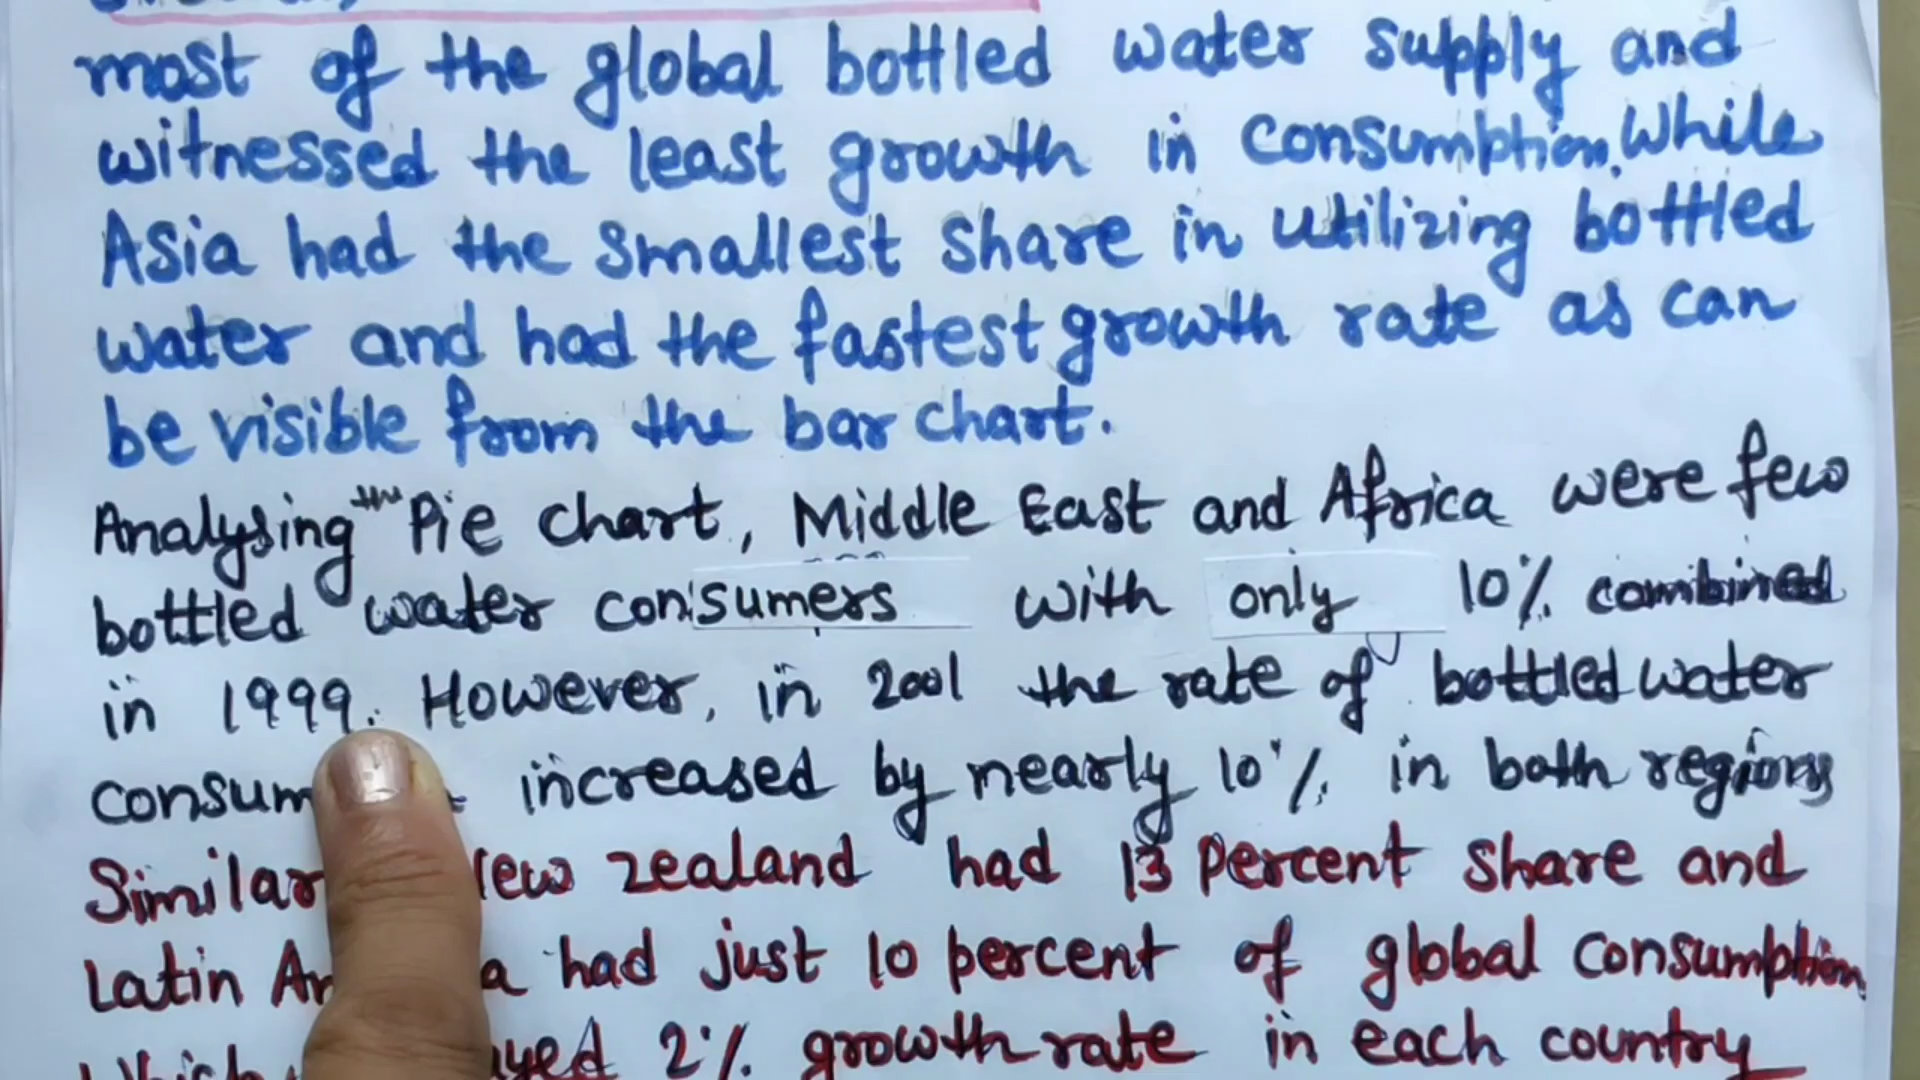 most of the global bottled water supply and
witnessed the least growth in consumption. While
Asia had the smallest share in utilizing bottled
water and had the fastest growth rate as can
be visible from the bar chart.
Analysing the Pie chart, Middle East and Africa were few
bottled water consumers with only 10% combined
in 1999. However, in 2001 the rate of bottled water
increased by nearly 10% in both regions
zealand had 13 percent share and
Latin had just 10 percent of global consumption
2% growth rate in each country